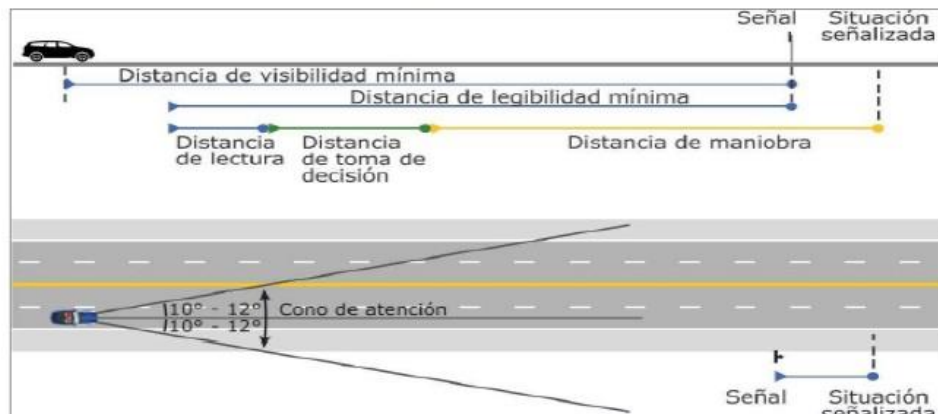 Señal
Situación
señalizada
Distancia de visibilidad mínima
Distancia de legibilidad mínima
Distancia
de lectura
Distancia
de toma de
decisión
Distancia de maniobra
10° - 12°
10° - 12°
Cono de atención
Señal
Situación
señalizada